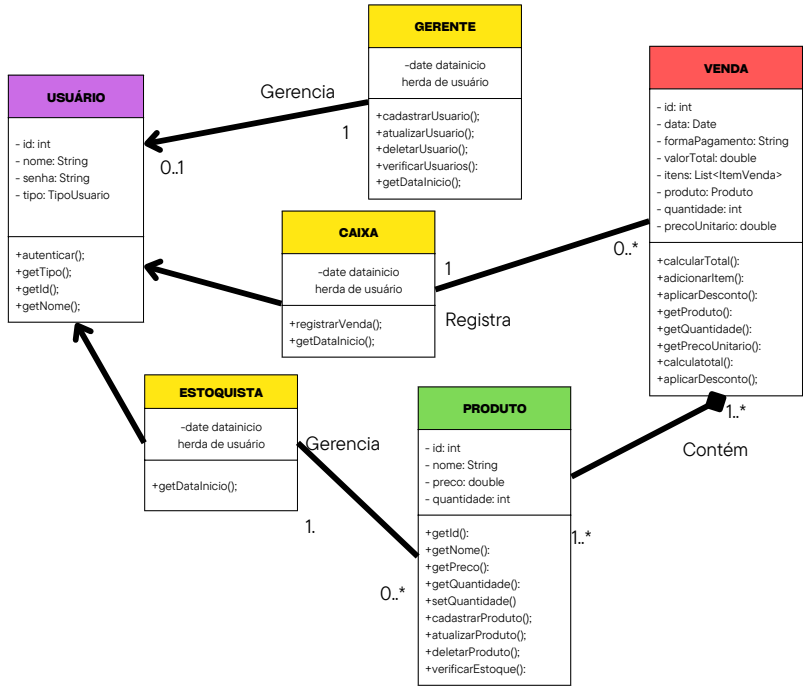 GERENTE
-date datainicio
herda de usuário
+cadastrarUsuario();
+atualizarUsuario();
+deletarUsuario();
+verificarUsuarios():
+getDataInicio();
USUÁRIO
- id: int
- nome: String
- senha: String
- tipo: TipoUsuario
+autenticar();
+getTipo();
+getId();
+getNome();
Gerencia
1
0..1
VENDA
- id: int
- data: Date
- formaPagamento: String
- valorTotal: double
- itens: List<ItemVenda>
- produto: Produto
- quantidade: int
- precoUnitario: double
+calcularTotal();
+adicionarItem();
+aplicarDesconto():
+getProduto():
+getQuantidade():
+getPrecoUnitario():
+calculatotal():
+aplicarDesconto();
CAIXA
-date datainicio
herda de usuário
+registrarVenda();
+getDataInicio();
1
0..*
Registra
ESTOQUISTA
-date datainicio
herda de usuário
+getDataInicio();
Gerencia
1.
0..*
PRODUTO
- id: int
- nome: String
- preco: double
- quantidade: int
+getId():
+getNome():
+getPreco():
+getQuantidade():
+setQuantidade()
+cadastrarProduto();
+atualizarProduto();
+deletarProduto();
+verificarEstoque():
1..*
Contém
1..*